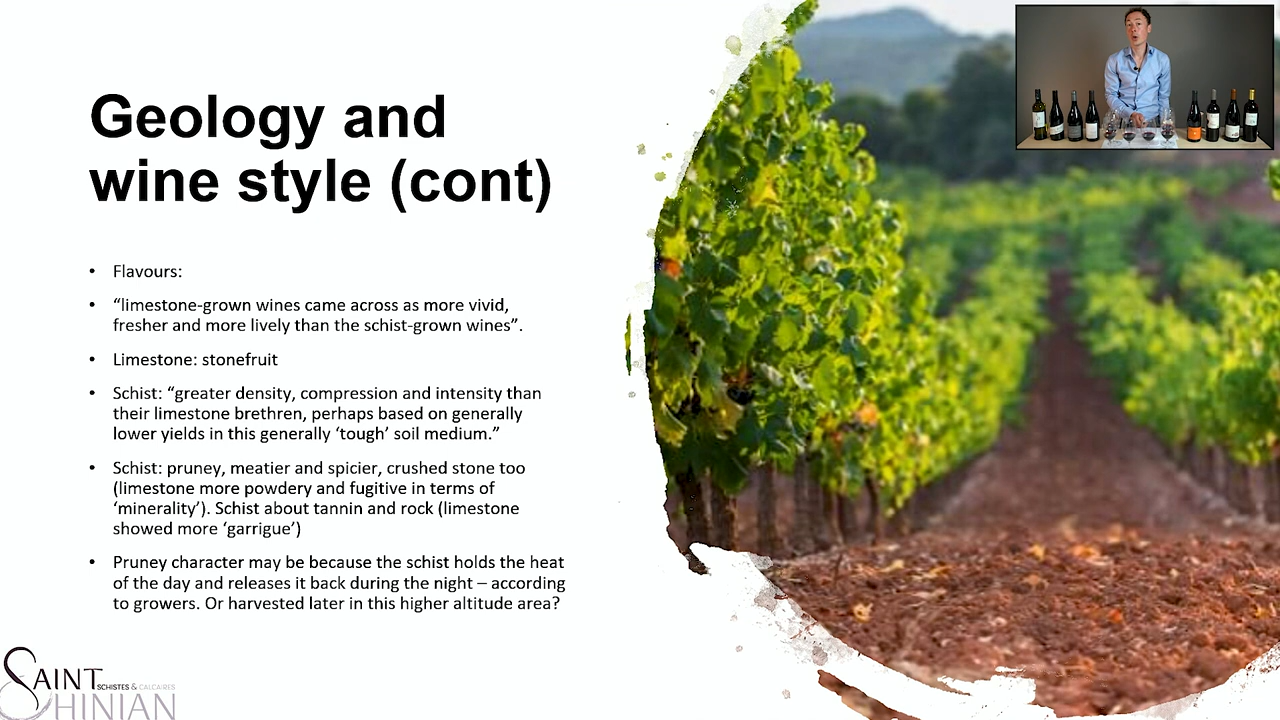 Geology and
wine style (cont)
• Flavours:
• “limestone-grown wines came across as more vivid,
fresher and more lively than the schist-grown wines”.
• Limestone: stonefruit
• Schist: “greater density, compression and intensity than
their limestone brethren, perhaps based on generally
lower yields in this generally ‘tough’ soil medium.”
• Schist: pruney, meatier and spicier, crushed stone too
(limestone more powdery and fugitive in terms of
‘minerality’). Schist about tannin and rock (limestone
showed more ‘garrigue’)
• Pruney character may be because the schist holds the heat
of the day and releases it back during the night – according
to growers. Or harvested later in this higher altitude area?
SAINT
SCHISTES & CALCAIRES
CHINIAN